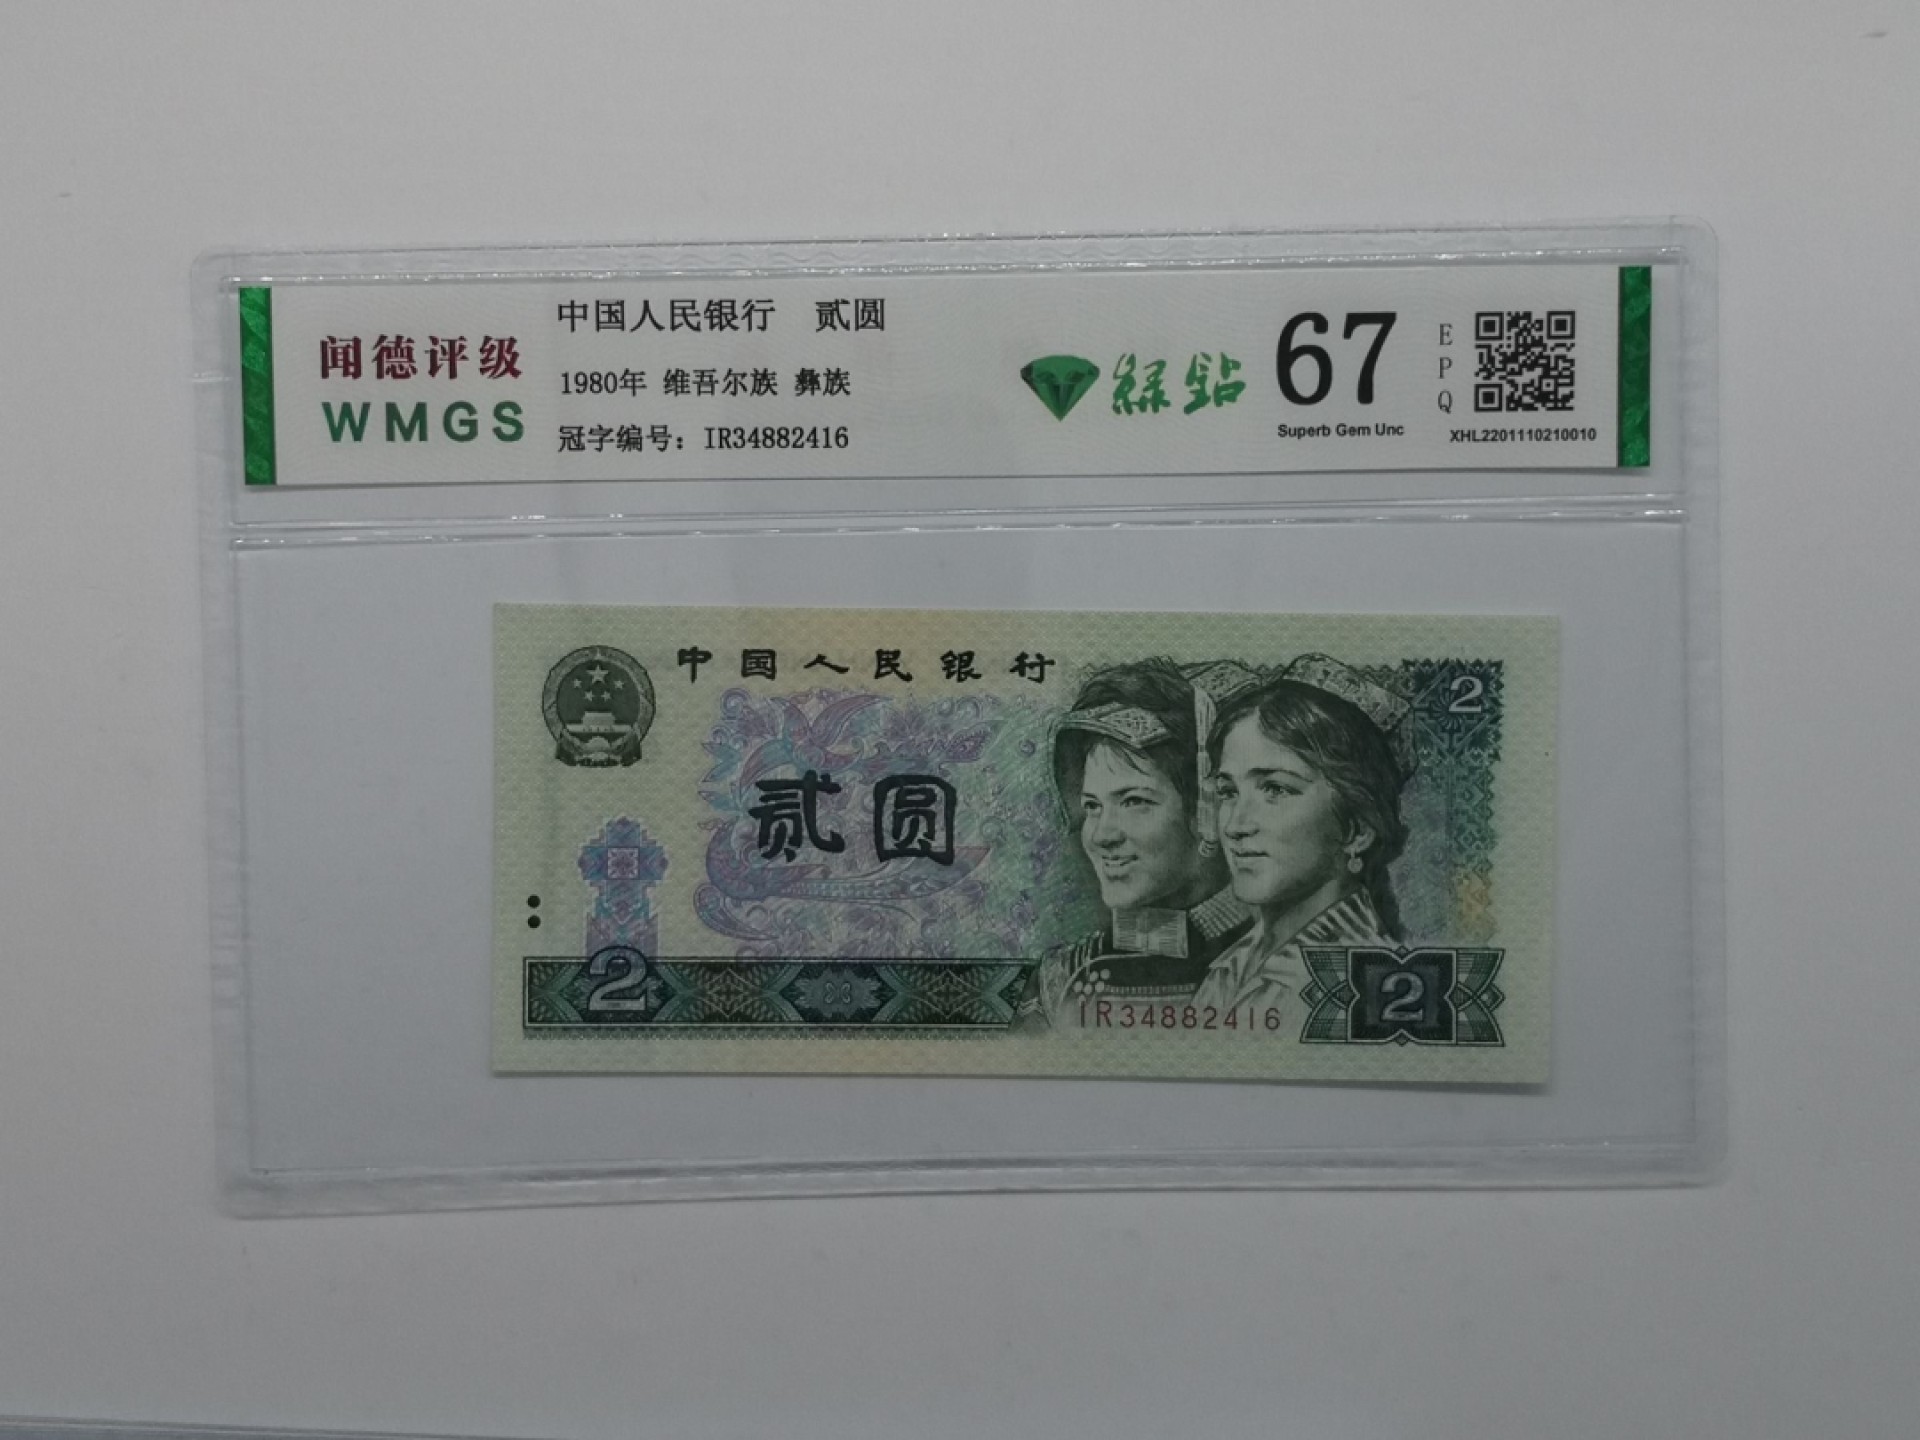 闻德评级
WMGS
中国人民银行 贰圆
1980年 维吾尔族 彝族
冠字编号：IR34882416
綠鉆
67
Superb Gem Unc
EPQ
XHL2201110210010
中国人民银行
2
贰圆
2
IR34882416
2